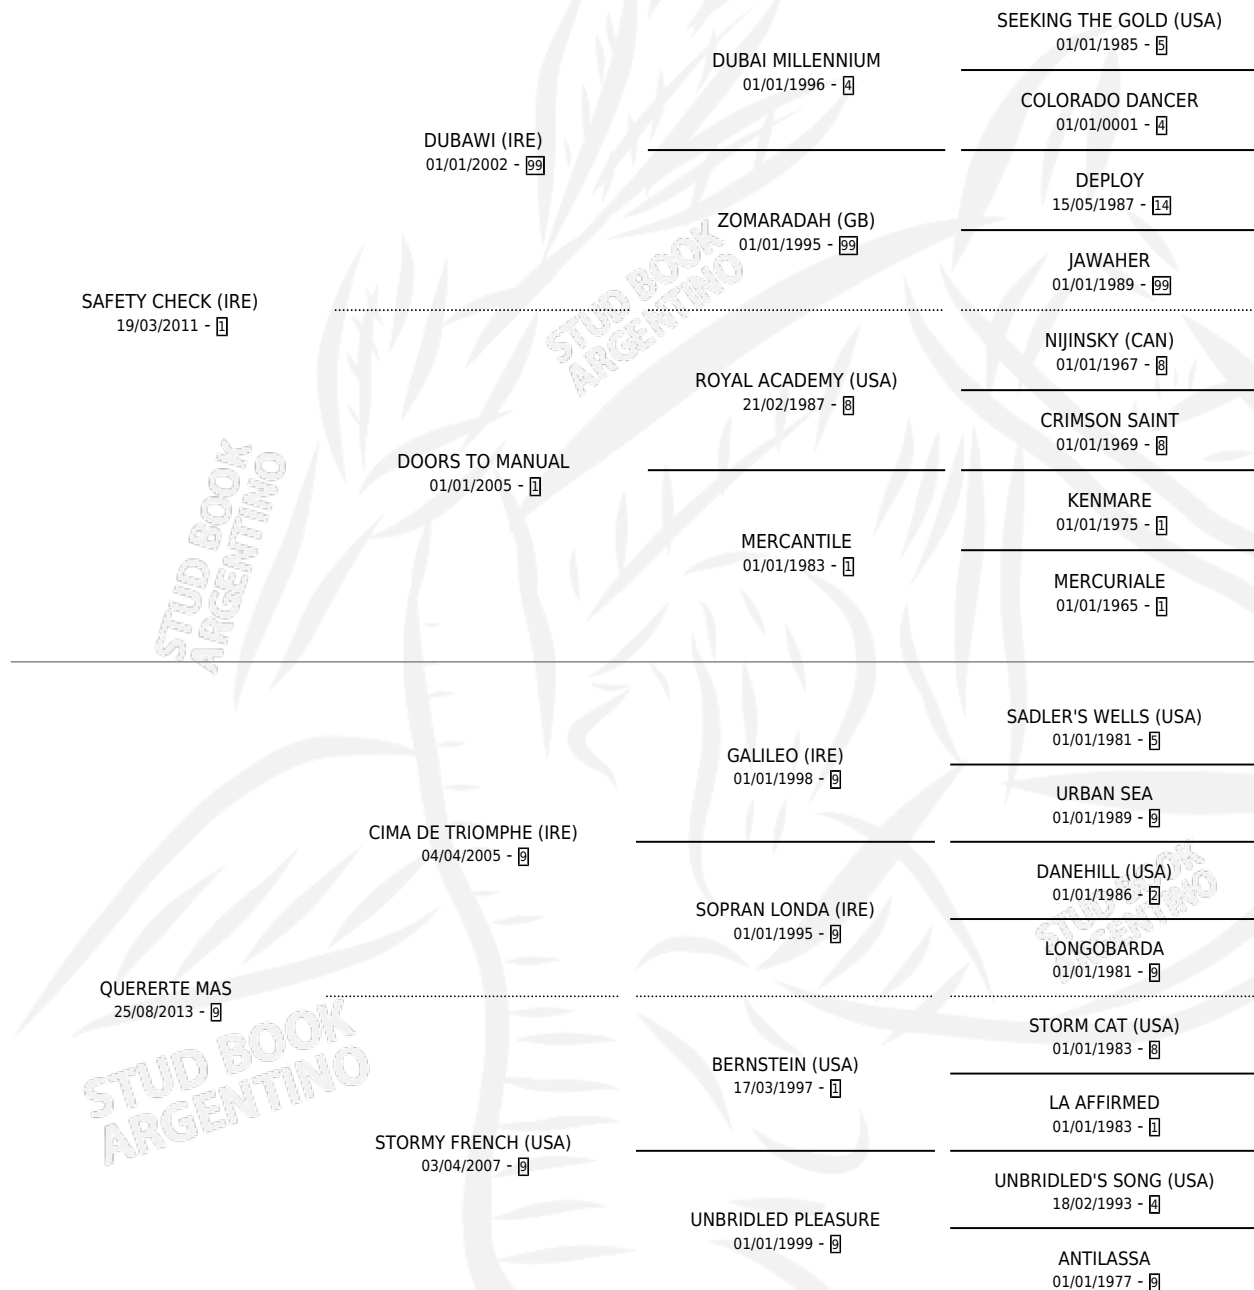 SEEKING THE GOLD (USA)
01/01/1985 - 5
DUBAI MILLENNIUM
01/01/1996 - 4
COLORADO DANCER
01/01/0001 - 4
DUBAWI (IRE)
01/01/2002 - 99
DEPLOY
15/05/1987 - 14
ZOMARADAH (GB)
01/01/1995 - 99
JAWAHER
01/01/1989 - 99
SAFETY CHECK (IRE)
19/03/2011 - 1
STUD BOOK
ARGENTINO
NIJINSKY (CAN)
01/01/1967 - 8
ROYAL ACADEMY (USA)
21/02/1987 - 8
CRIMSON SAINT
01/01/1969 - 8
DOORS TO MANUAL
01/01/2005 - 1
KENMARE
01/01/1975 - 1
MERCANTILE
01/01/1983 - 1
MERCURIALE
01/01/1965 - 1
STUD BOOK
ARGENTINO
SADLER'S WELLS (USA)
01/01/1981 - 5
GALILEO (IRE)
01/01/1998 - 9
URBAN SEA
01/01/1989 - 9
CIMA DE TRIOMPHE (IRE)
04/04/2005 - 9
DANEHILL (USA)
01/01/1986 - 2
STUD BOOK
ARGENTINO
SOPRAN LONDA (IRE)
01/01/1995 - 9
LONGOBARDA
01/01/1981 - 9
QUERERTE MAS
25/08/2013 - 9
STUD BOOK
ARGENTINO
STORM CAT (USA)
01/01/1983 - 8
BERNSTEIN (USA)
17/03/1997 - 1
LA AFFIRMED
01/01/1983 - 1
STORMY FRENCH (USA)
03/04/2007 - 9
UNBRIDLED'S SONG (USA)
18/02/1993 - 4
UNBRIDLED PLEASURE
01/01/1999 - 9
ANTILASSA
01/01/1977 - 9